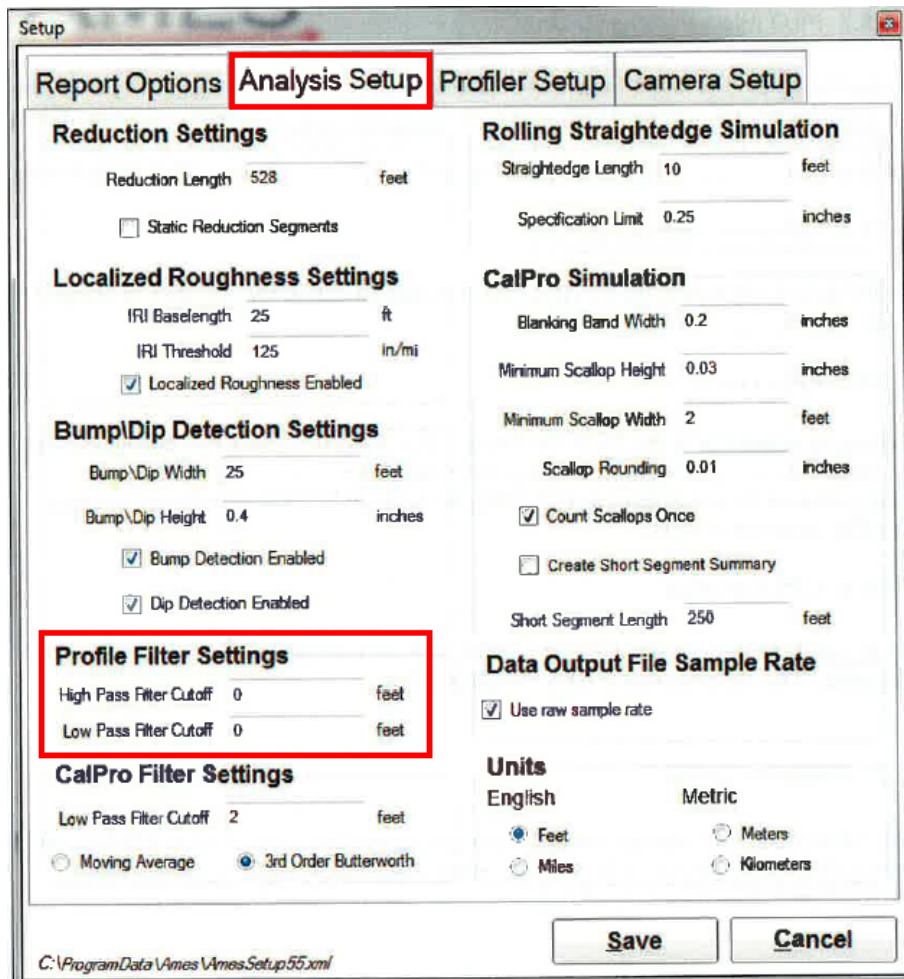 Setup
Report Options
Analysis Setup
Profiler Setup
Camera Setup
Reduction Settings
Reduction Length 528 feet
Static Reduction Segments
Localized Roughness Settings
IRI Baselength 25 ft
IRI Threshold 125 in/mi
Localized Roughness Enabled
Bump\Dip Detection Settings
Bump\Dip Width 25 feet
Bump\Dip Height 0.4 inches
Bump Detection Enabled
Dip Detection Enabled
Profile Filter Settings
High Pass Filter Cutoff 0 feet
Low Pass Filter Cutoff 0 feet
CalPro Filter Settings
Low Pass Filter Cutoff 2 feet
Moving Average 3rd Order Butterworth
Rolling Straightedge Simulation
Straightedge Length 10 feet
Specification Limit 0.25 inches
CalPro Simulation
Blanking Band Width 0.2 inches
Minimum Scallop Height 0.03 inches
Minimum Scallop Width 2 feet
Scallop Rounding 0.01 inches
Count Scallops Once
Create Short Segment Summary
Short Segment Length 250 feet
Data Output File Sample Rate
Use raw sample rate
Units
English Metric
Feet Meters
Miles Kilometers
Save Cancel
C:\ProgramData\Ames\AmesSetup55.xml